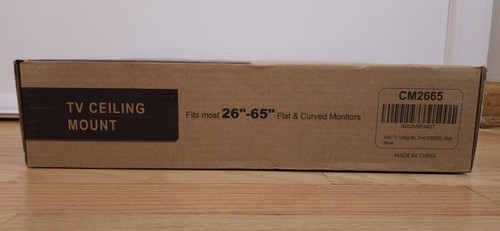 TV CEILING
MOUNT
Fits most 26"-65" Flat & Curved Monitors
CM2665
MADE IN CHINA